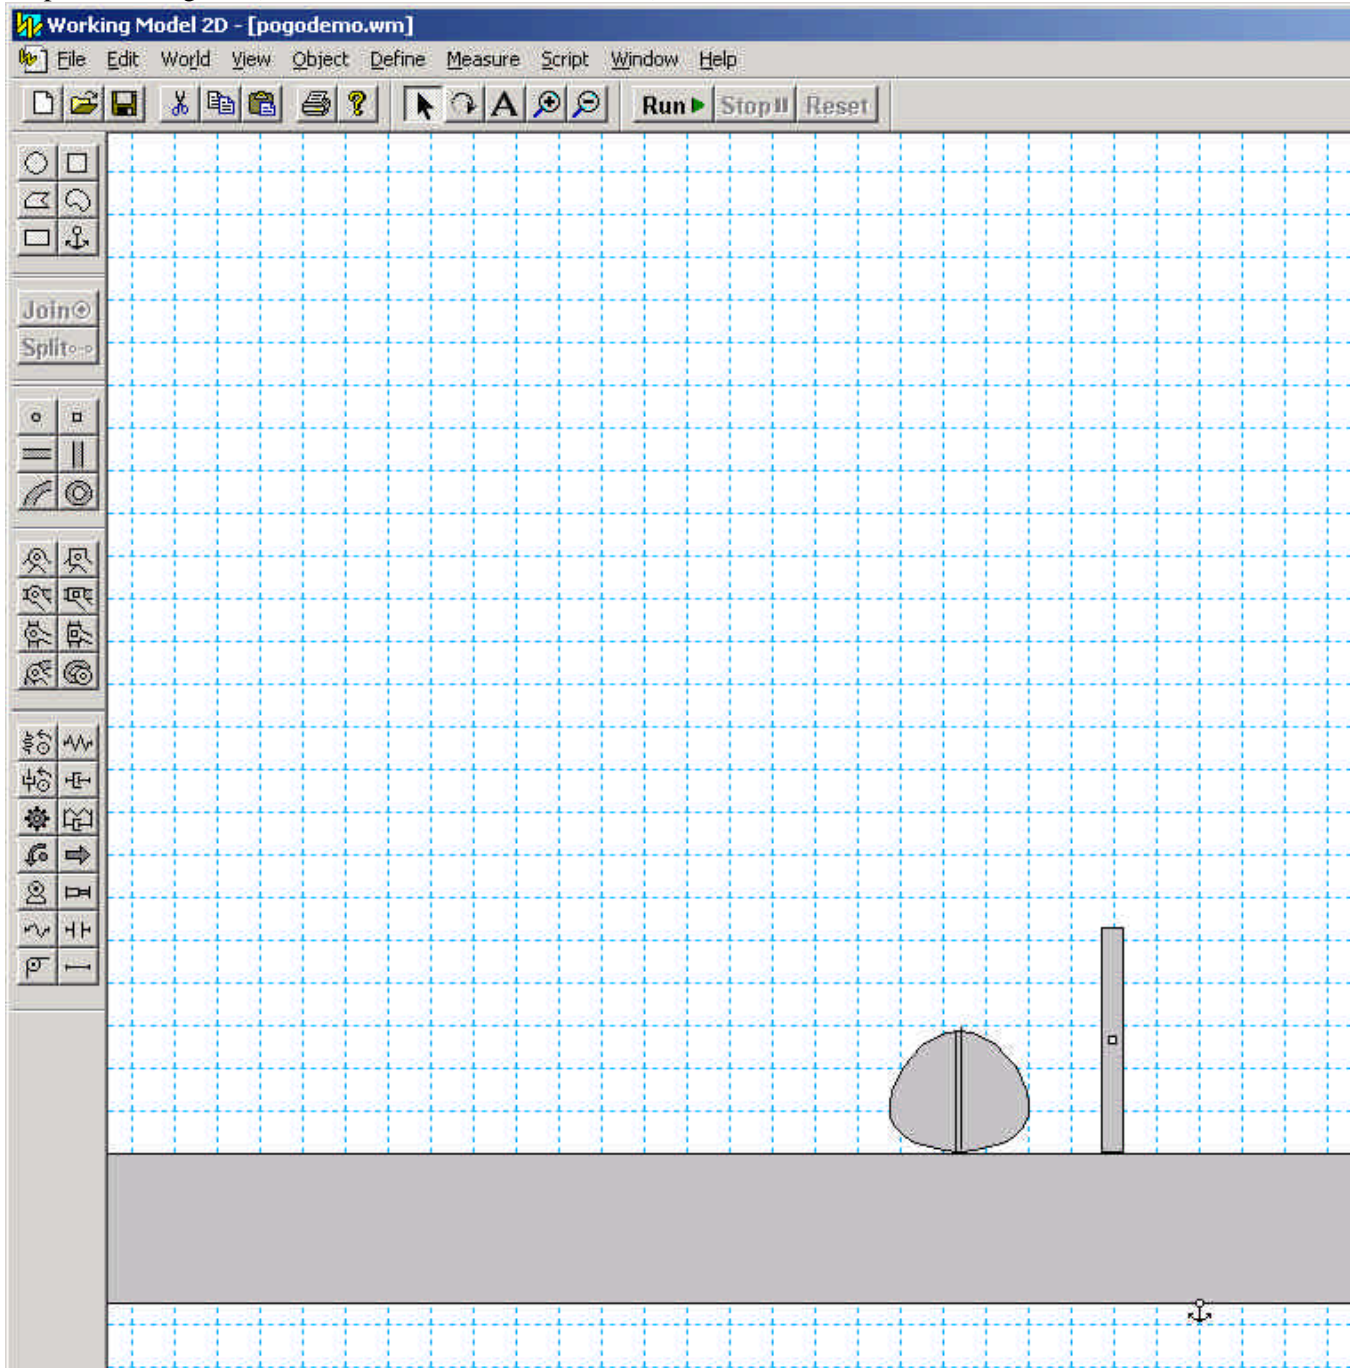 Working Model 2D - [pogodemo.wm]
File Edit World View Object Define Measure Script Window Help
A Run Stop Reset
Join
Split